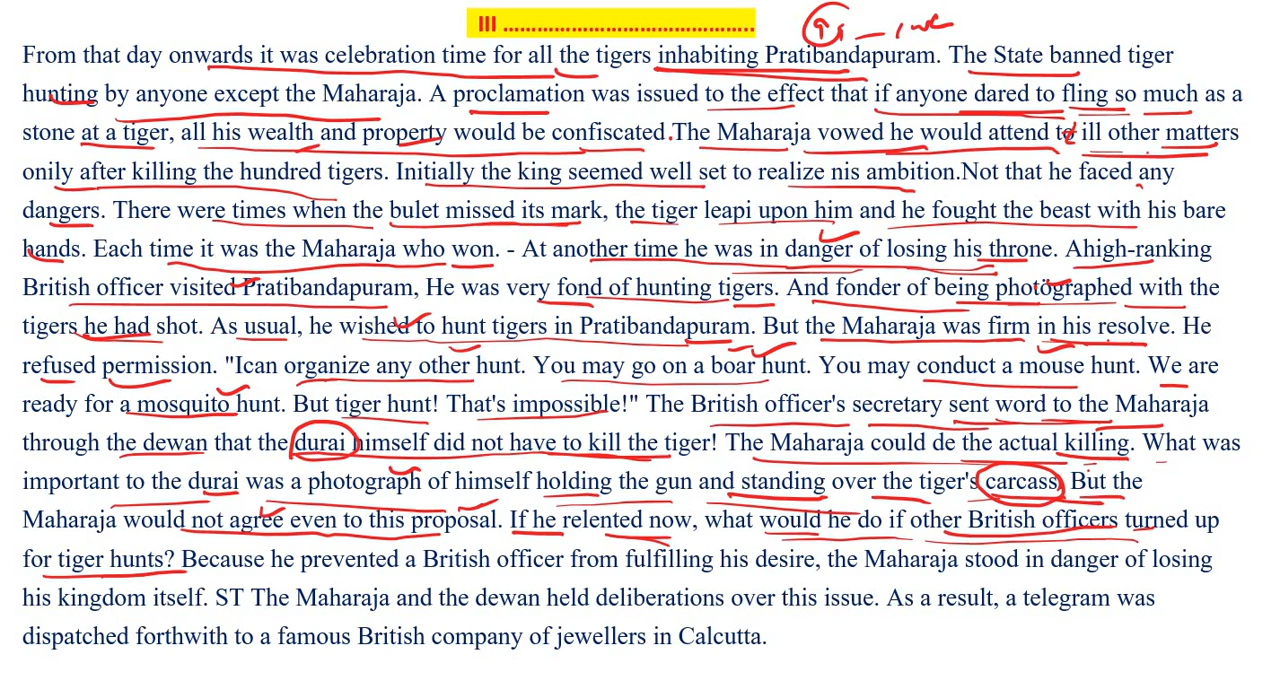 III ..............................................
From that day onwards it was celebration time for all the tigers inhabiting Pratibandapuram. The State banned tiger
hunting by anyone except the Maharaja. A proclamation was issued to the effect that if anyone dared to fling so much as a
stone at a tiger, all his wealth and property would be confiscated.The Maharaja vowed he would attend to ill other matters
onily after killing the hundred tigers. Initially the king seemed well set to realize nis ambition.Not that he faced any
dangers. There were times when the bulet missed its mark, the tiger leapi upon him and he fought the beast with his bare
hands. Each time it was the Maharaja who won. - At another time he was in danger of losing his throne. Ahigh-ranking
British officer visited Pratibandapuram, He was very fond of hunting tigers. And fonder of being photographed with the
tigers he had shot. As usual, he wished to hunt tigers in Pratibandapuram. But the Maharaja was firm in his resolve. He
refused permission. "Ican organize any other hunt. You may go on a boar hunt. You may conduct a mouse hunt. We are
ready for a mosquito hunt. But tiger hunt! That's impossible!" The British officer's secretary sent word to the Maharaja
through the dewan that the durai himself did not have to kill the tiger! The Maharaja could de the actual killing. What was
important to the durai was a photograph of himself holding the gun and standing over the tiger's carcass, But the
Maharaja would not agree even to this proposal. If he relented now, what would he do if other British officers turned up
for tiger hunts? Because he prevented a British officer from fulfilling his desire, the Maharaja stood in danger of losing
his kingdom itself. ST The Maharaja and the dewan held deliberations over this issue. As a result, a telegram was
dispatched forthwith to a famous British company of jewellers in Calcutta.